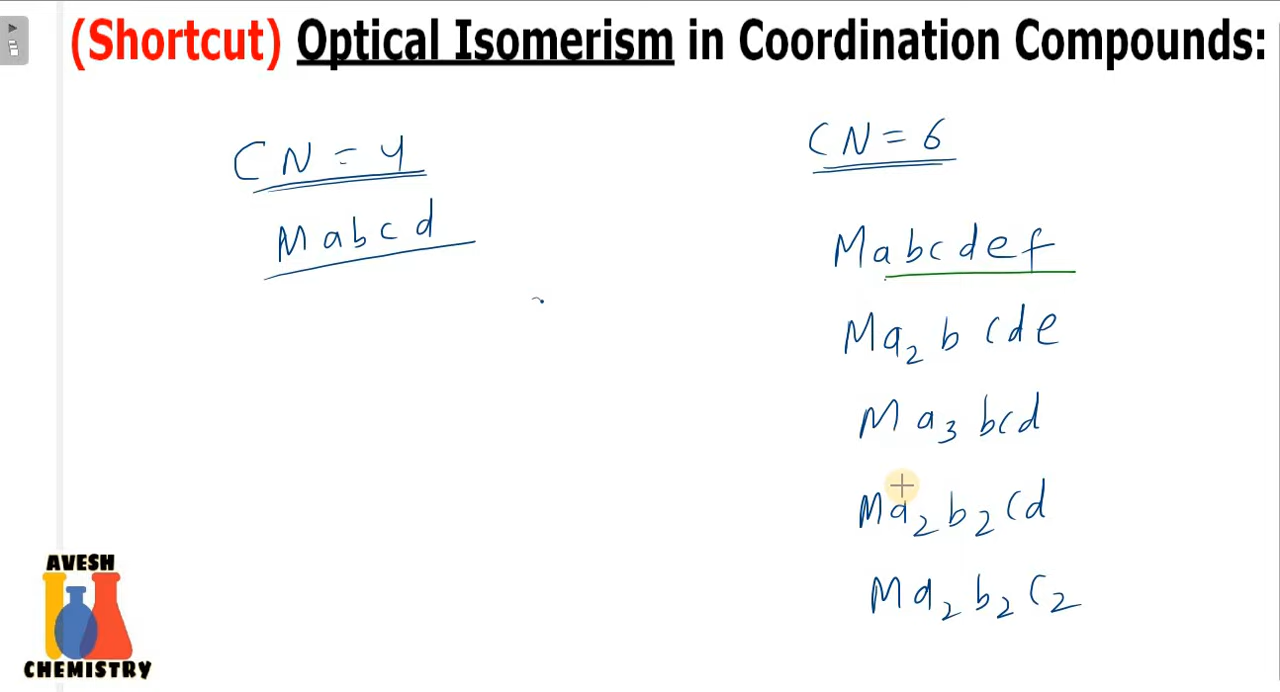 (Shortcut) Optical Isomerism in Coordination Compounds:
CN = 4
Mabcd
CN = 6
Mabcdef
Ma₂bcde
Ma₃bcd
Ma₂b₂cd
Ma₂b₂c₂
AVESH
CHEMISTRY